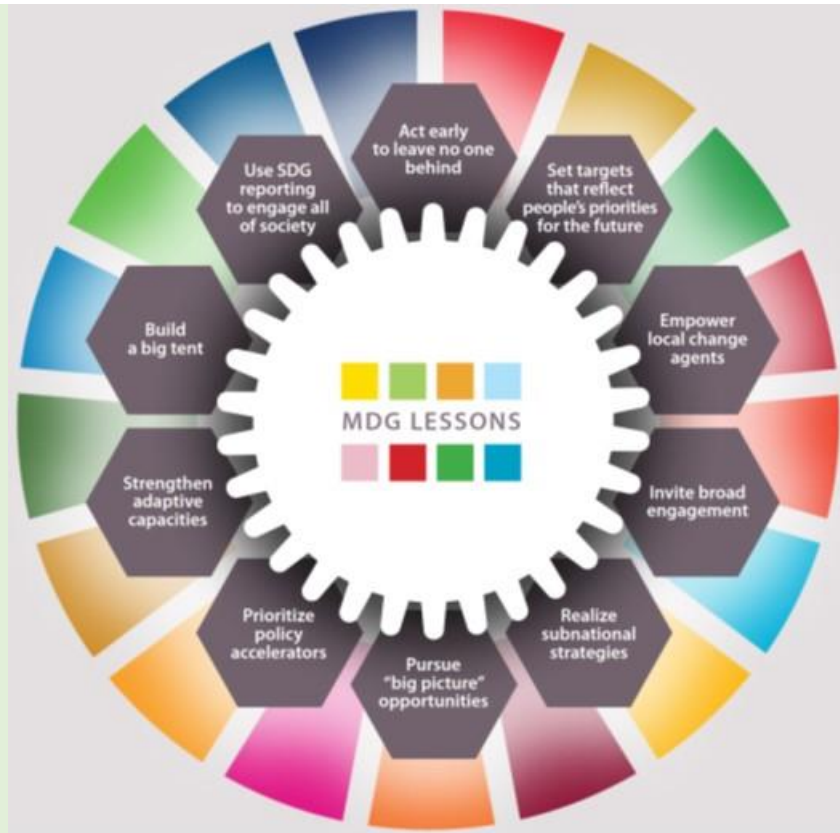 Act early
to leave no one
behind
Set targets
that reflect
people's priorities
for the future
Empower
local change
agents
Invite broad
engagement
Realize
subnational
strategies
Pursue
"big picture"
opportunities
Prioritize
policy
accelerators
Strengthen
adaptive
capacities
Build
a big tent
Use SDG
reporting
to engage all
of society
MDG LESSONS